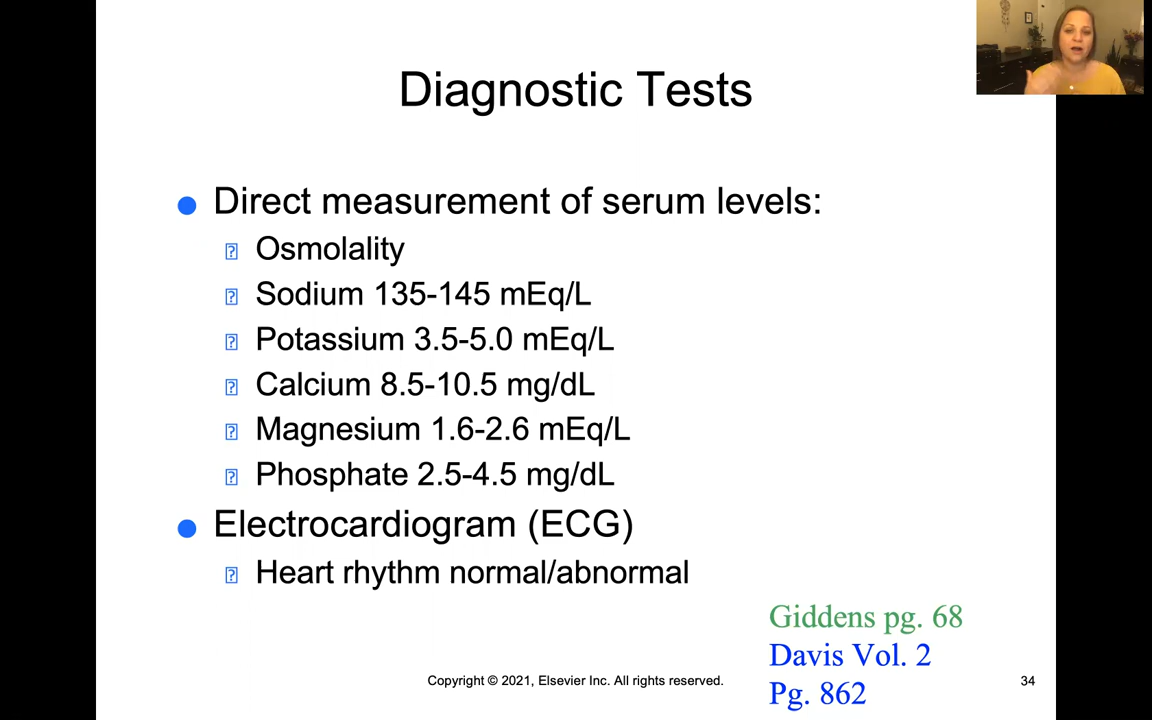 Diagnostic Tests
Direct measurement of serum levels:
Osmolality
Sodium 135-145 mEq/L
Potassium 3.5-5.0 mEq/L
Calcium 8.5-10.5 mg/dL
Magnesium 1.6-2.6 mEq/L
Phosphate 2.5-4.5 mg/dL
Electrocardiogram (ECG)
Heart rhythm normal/abnormal
Giddens pg. 68
Davis Vol. 2
Pg. 862
Copyright © 2021, Elsevier Inc. All rights reserved.
34